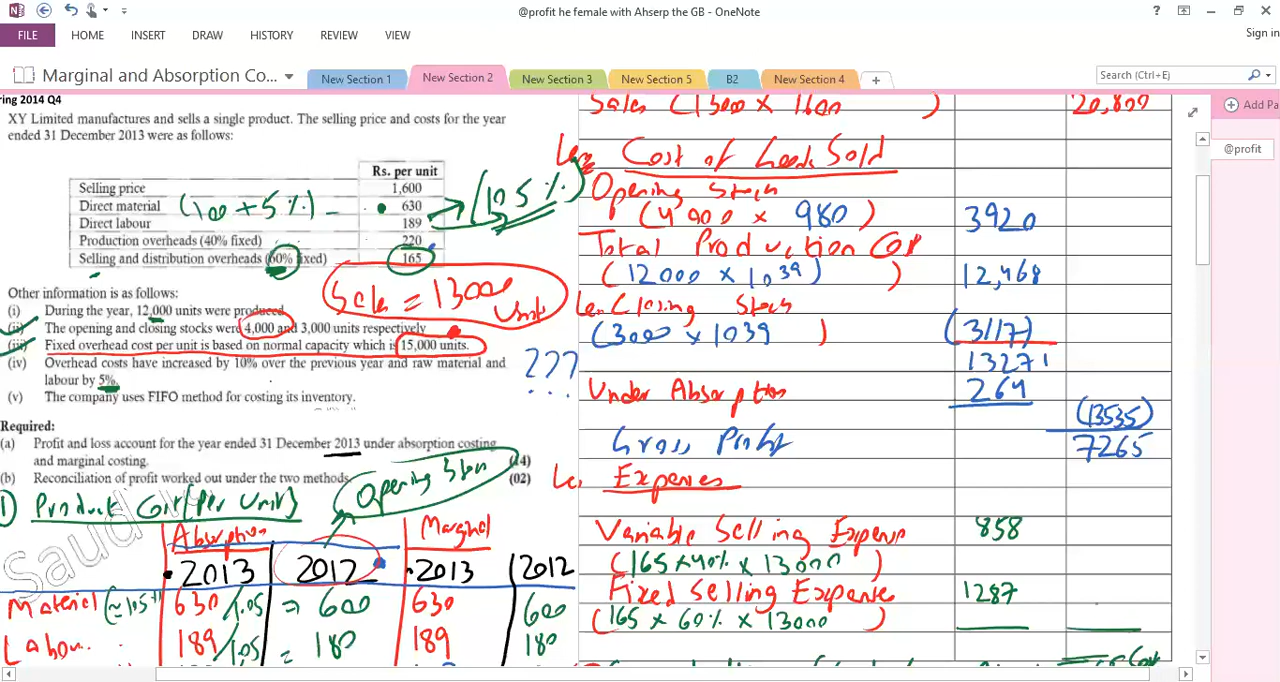 @profit he female with Ahserp the GB - OneNote
FILE HOME INSERT DRAW HISTORY REVIEW VIEW
Sign in
Marginal and Absorption Co...
New Section 1 New Section 2 New Section 3 New Section 5 B2 New Section 4
Search (Ctrl+E)
Add Pa
@profit
ring 2014 Q4
XY Limited manufactures and sells a single product. The selling price and costs for the year
ended 31 December 2013 were as follows:
Rs. per unit
Selling price 1,600
Direct material (100 + 5%) 630
Direct labour 189
(105%)
Production overheads (40% fixed) 220
Selling and distribution overheads (60% fixed) 165
Sales = 13000 units
Other information is as follows:
(i) During the year, 12,000 units were produced
(ii) The opening and closing stocks were 4,000 and 3,000 units respectively
(iii) Fixed overhead cost per unit is based on normal capacity which is 15,000 units.
(iv) Overhead costs have increased by 10% over the previous year and raw material and
labour by 5%.
???
(v) The company uses FIFO method for costing its inventory.
Required:
(a) Profit and loss account for the year ended 31 December 2013 under absorption costing
and marginal costing. (14)
(b) Reconciliation of profit worked out under the two methods. (02)
Opening Stock
1) Product Cost (Per Unit)
Absorption Marginal
2013 2012 2013 2012
Material 630 /1.05 = 600 630 600
Labour 189 /1.05 = 180 189 180
Saud
Sales (13000 x 1600 ) 20,800
Less Cost of Goods Sold
Opening Stock
(4000 x 980) 3920
Total Production Cost
(12000 x 1039) 12,468
Less Closing Stock
(3000 x 1039 ) (3117)
13271
Under Absorption 264
(13535)
Gross Profit 7265
Less Expenses
Variable Selling Expense 858
(165 x 40% x 13000)
Fixed Selling Expenses 1287
(165 x 60% x 13000 )